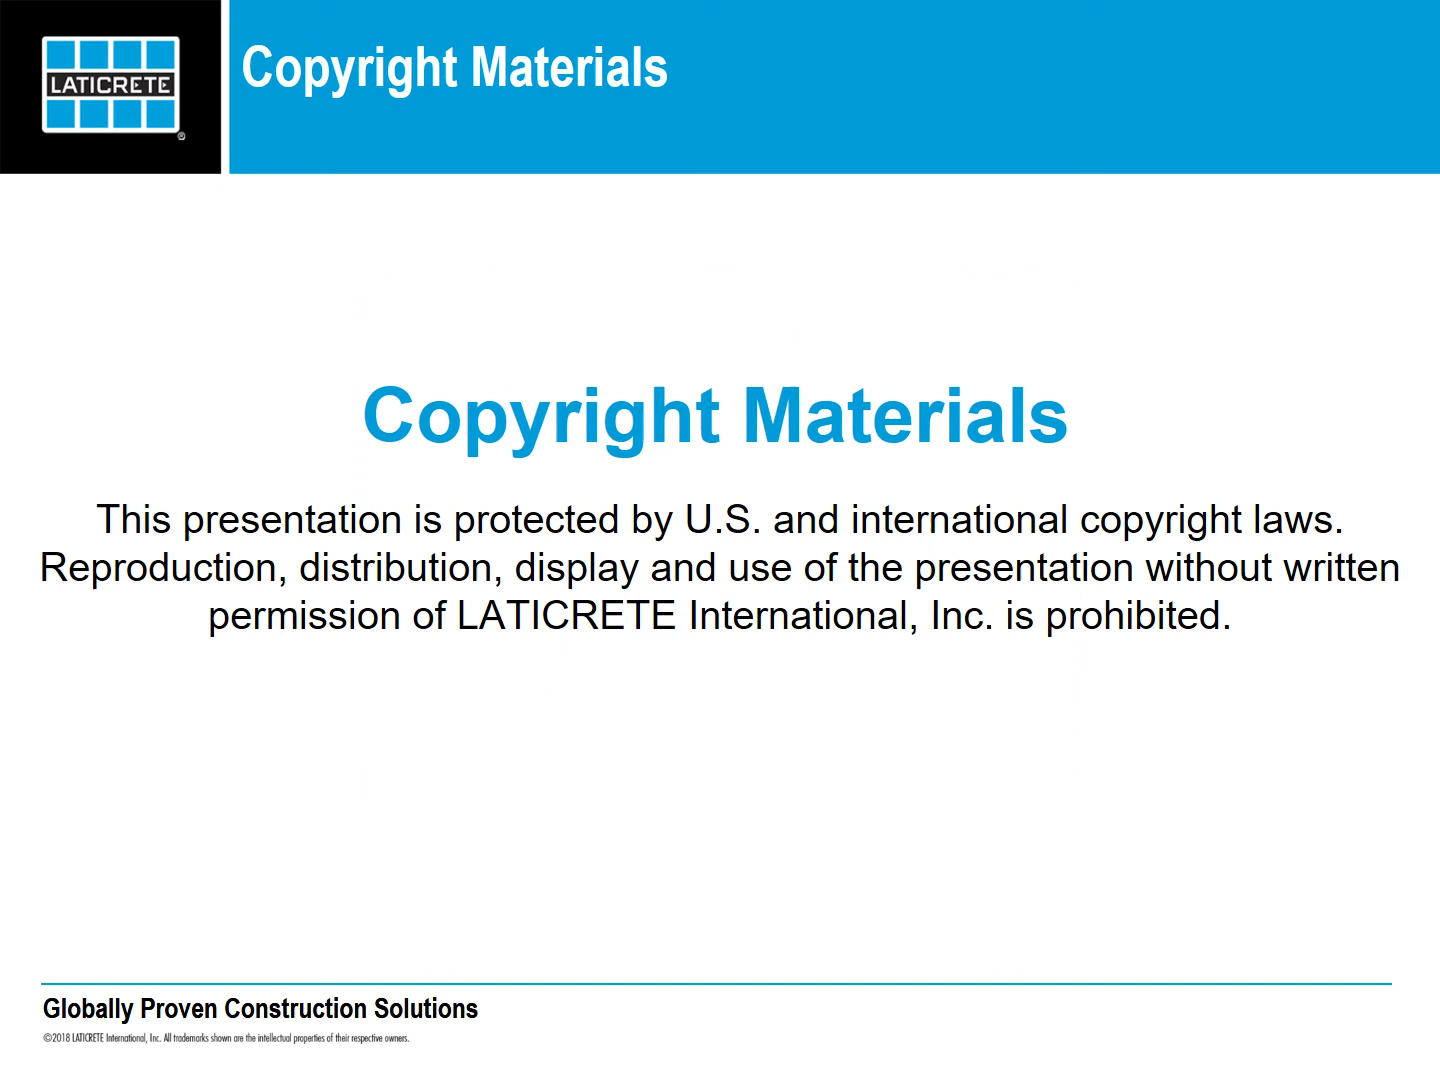 LATICRETE
®
Copyright Materials
Copyright Materials
This presentation is protected by U.S. and international copyright laws.
Reproduction, distribution, display and use of the presentation without written
permission of LATICRETE International, Inc. is prohibited.
Globally Proven Construction Solutions
©2018 LATICRETE International, Inc. All trademarks shown are the intellectual properties of their respective owners.